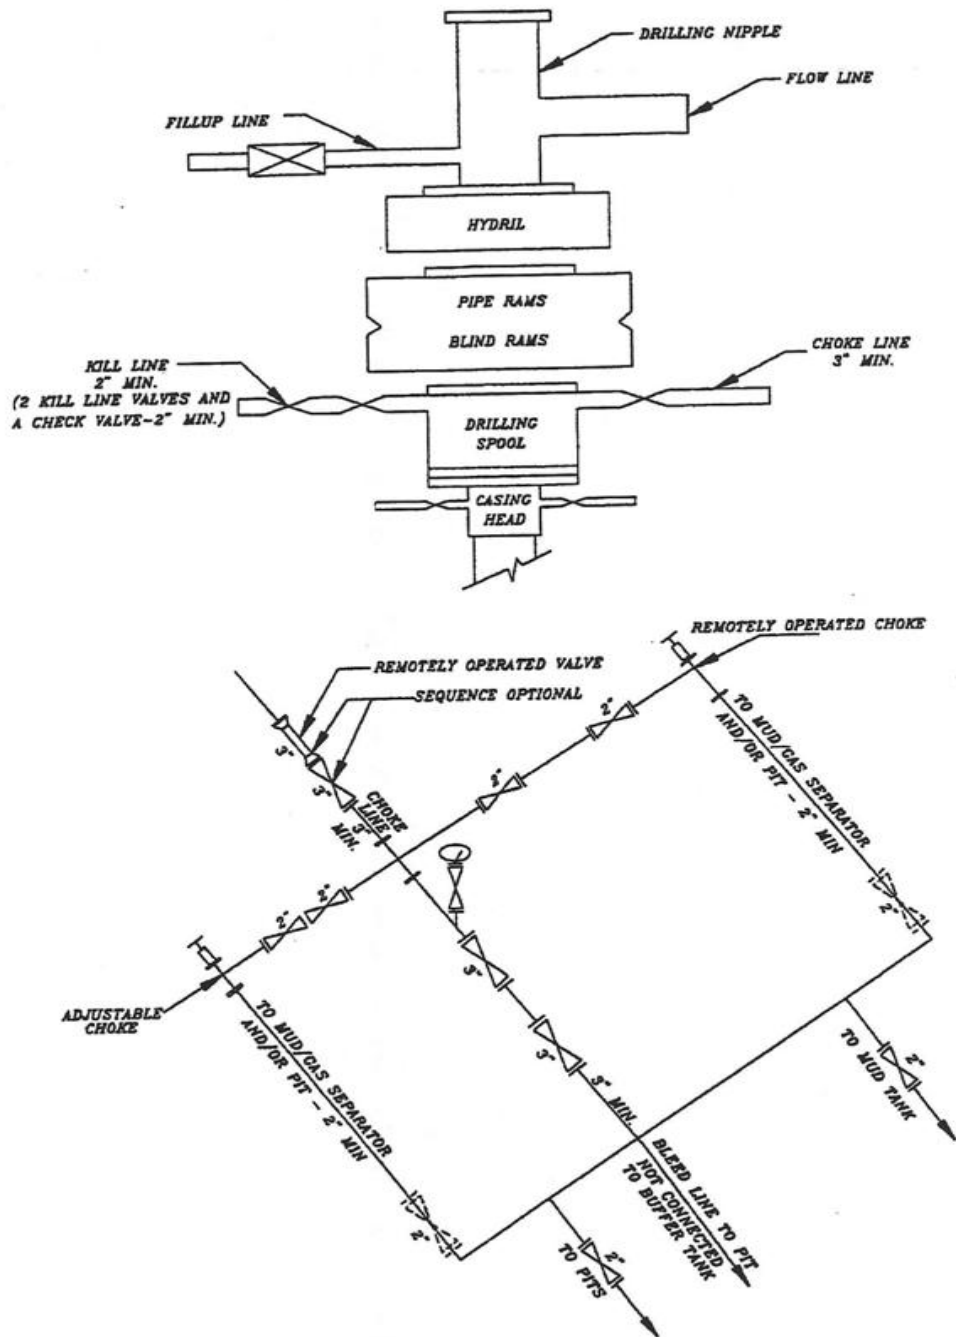 DRILLING NIPPLE
FLOW LINE
FILLUP LINE
HYDRIL
PIPE RAMS
BLIND RAMS
KILL LINE
2" MIN.
(2 KILL LINE VALVES AND
A CHECK VALVE-2" MIN.)
CHOKE LINE
3" MIN.
DRILLING
SPOOL
CASING
HEAD
REMOTELY OPERATED CHOKE
REMOTELY OPERATED VALVE
SEQUENCE OPTIONAL
3"
3"
CHOKE
LINE
3"
MIN.
2"
2"
TO MUD/GAS SEPARATOR
AND/OR PIT - 2" MIN
2"
2"
2"
ADJUSTABLE
CHOKE
TO MUD/GAS SEPARATOR
AND/OR PIT - 2" MIN
2"
3"
3"
3" MIN.
BLEED LINE TO PIT
NOT CONNECTED
TO BUFFER TANK
2"
TO MUD TANK
2"
TO PITS